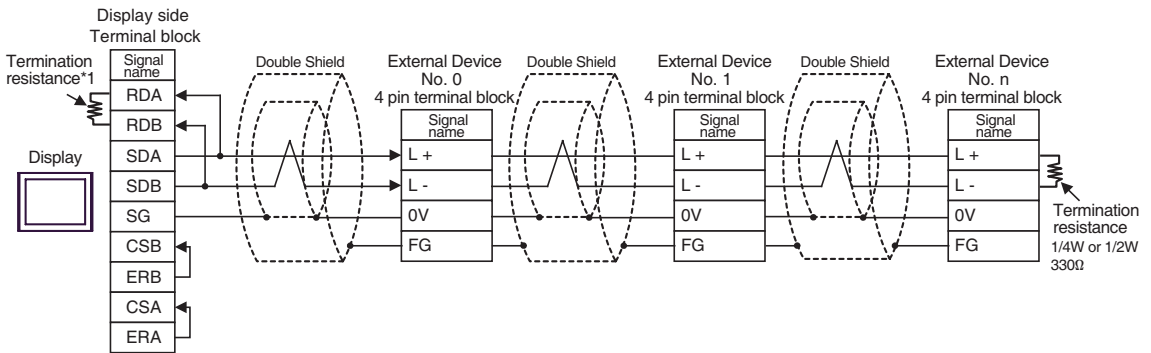 Display side
Terminal block
Termination
resistance*1
Signal
name
RDA
RDB
SDA
SDB
SG
CSB
ERB
CSA
ERA
Display
Double Shield
External Device
No. 0
4 pin terminal block
Signal
name
L +
L -
0V
FG
Double Shield
External Device
No. 1
4 pin terminal block
Signal
name
L +
L -
0V
FG
Double Shield
External Device
No. n
4 pin terminal block
Signal
name
L +
L -
0V
FG
Termination
resistance
1/4W or 1/2W
330Ω